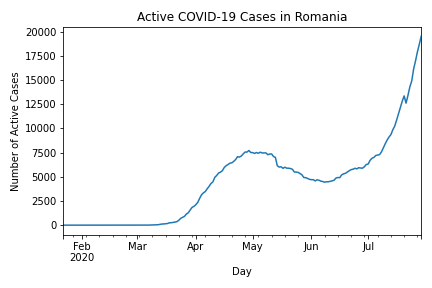 Active COVID-19 Cases in Romania
Number of Active Cases
20000
17500
15000
12500
10000
7500
5000
2500
0
Feb Mar Apr May Jun Jul
2020
Day